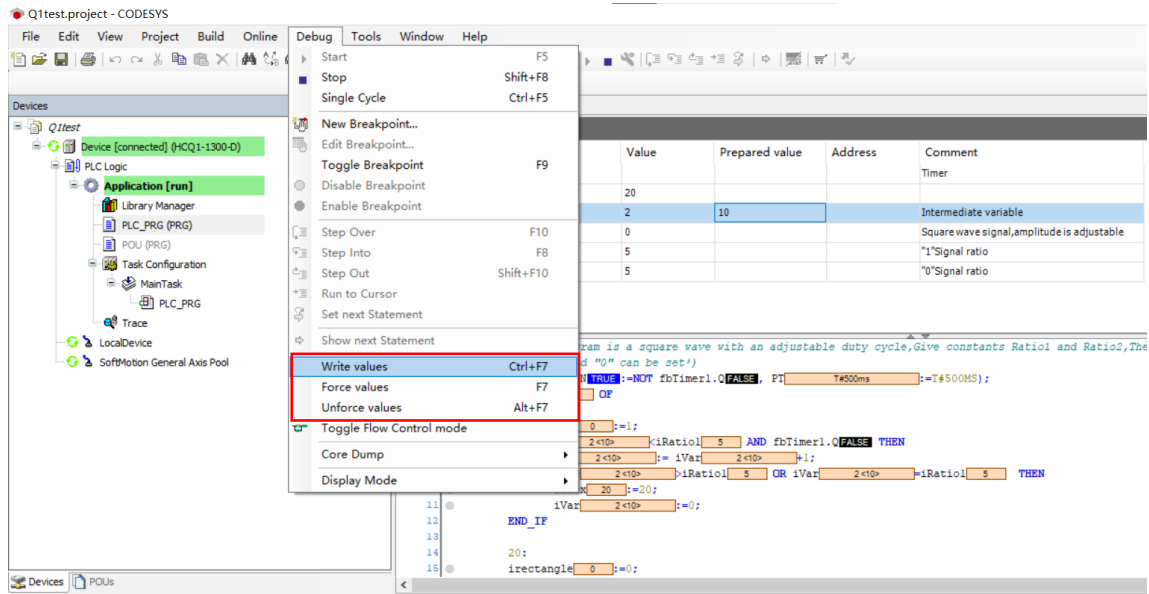 Q1test.project - CODESYS
File Edit View Project Build Online Debug Tools Window Help
Start F5
Stop Shift+F8
Single Cycle Ctrl+F5
New Breakpoint...
Edit Breakpoint...
Toggle Breakpoint F9
Disable Breakpoint
Enable Breakpoint
Step Over F10
Step Into F8
Step Out Shift+F10
Run to Cursor
Set next Statement
Show next Statement
Write values Ctrl+F7
Force values F7
Unforce values Alt+F7
Toggle Flow Control mode
Core Dump
Display Mode
Devices
Q1test
Device [connected] (HCQ1-1300-D)
PLC Logic
Application [run]
Library Manager
PLC_PRG (PRG)
POU (PRG)
Task Configuration
MainTask
PLC_PRG
Trace
LocalDevice
SoftMotion General Axis Pool
Devices POUs
Value Prepared value Address Comment
Timer
20
2 10 Intermediate variable
0 Square wave signal,amplitude is adjustable
5 "1"Signal ratio
5 "0"Signal ratio
ram is a square wave with an adjustable duty cycle,Give constants Ratio1 and Ratio2,The
d "0" can be set*)
N TRUE :=NOT fbTimer1.Q FALSE , PT T#500ms :=T#500MS);
OF
0 :=1;
2<10> <iRatio1 5 AND fbTimer1.Q FALSE THEN
2<10> := iVar 2<10> +1;
2<10> >iRatio1 5 OR iVar 2<10> =iRatio1 5 THEN
x 20 :=20;
11 iVar 2<10> :=0;
12 END_IF
13
14 20:
15 irectangle 0 :=0;